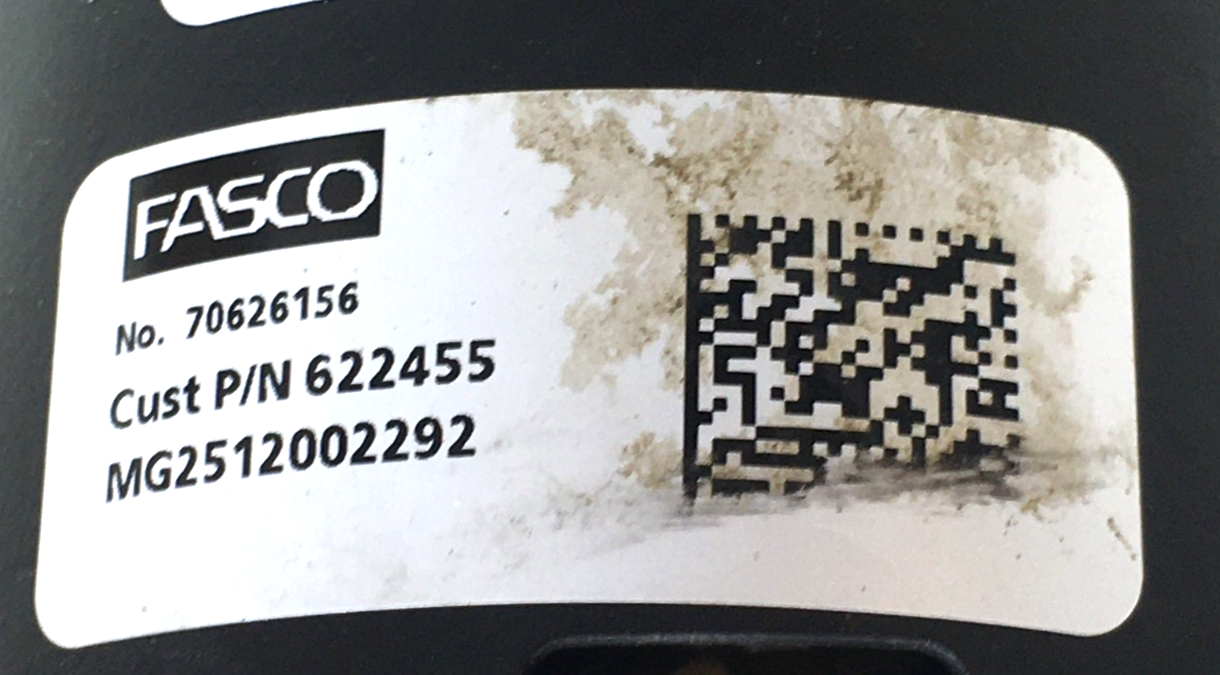 FASCO
No. 70626156
Cust P/N 622455
MG2512002292